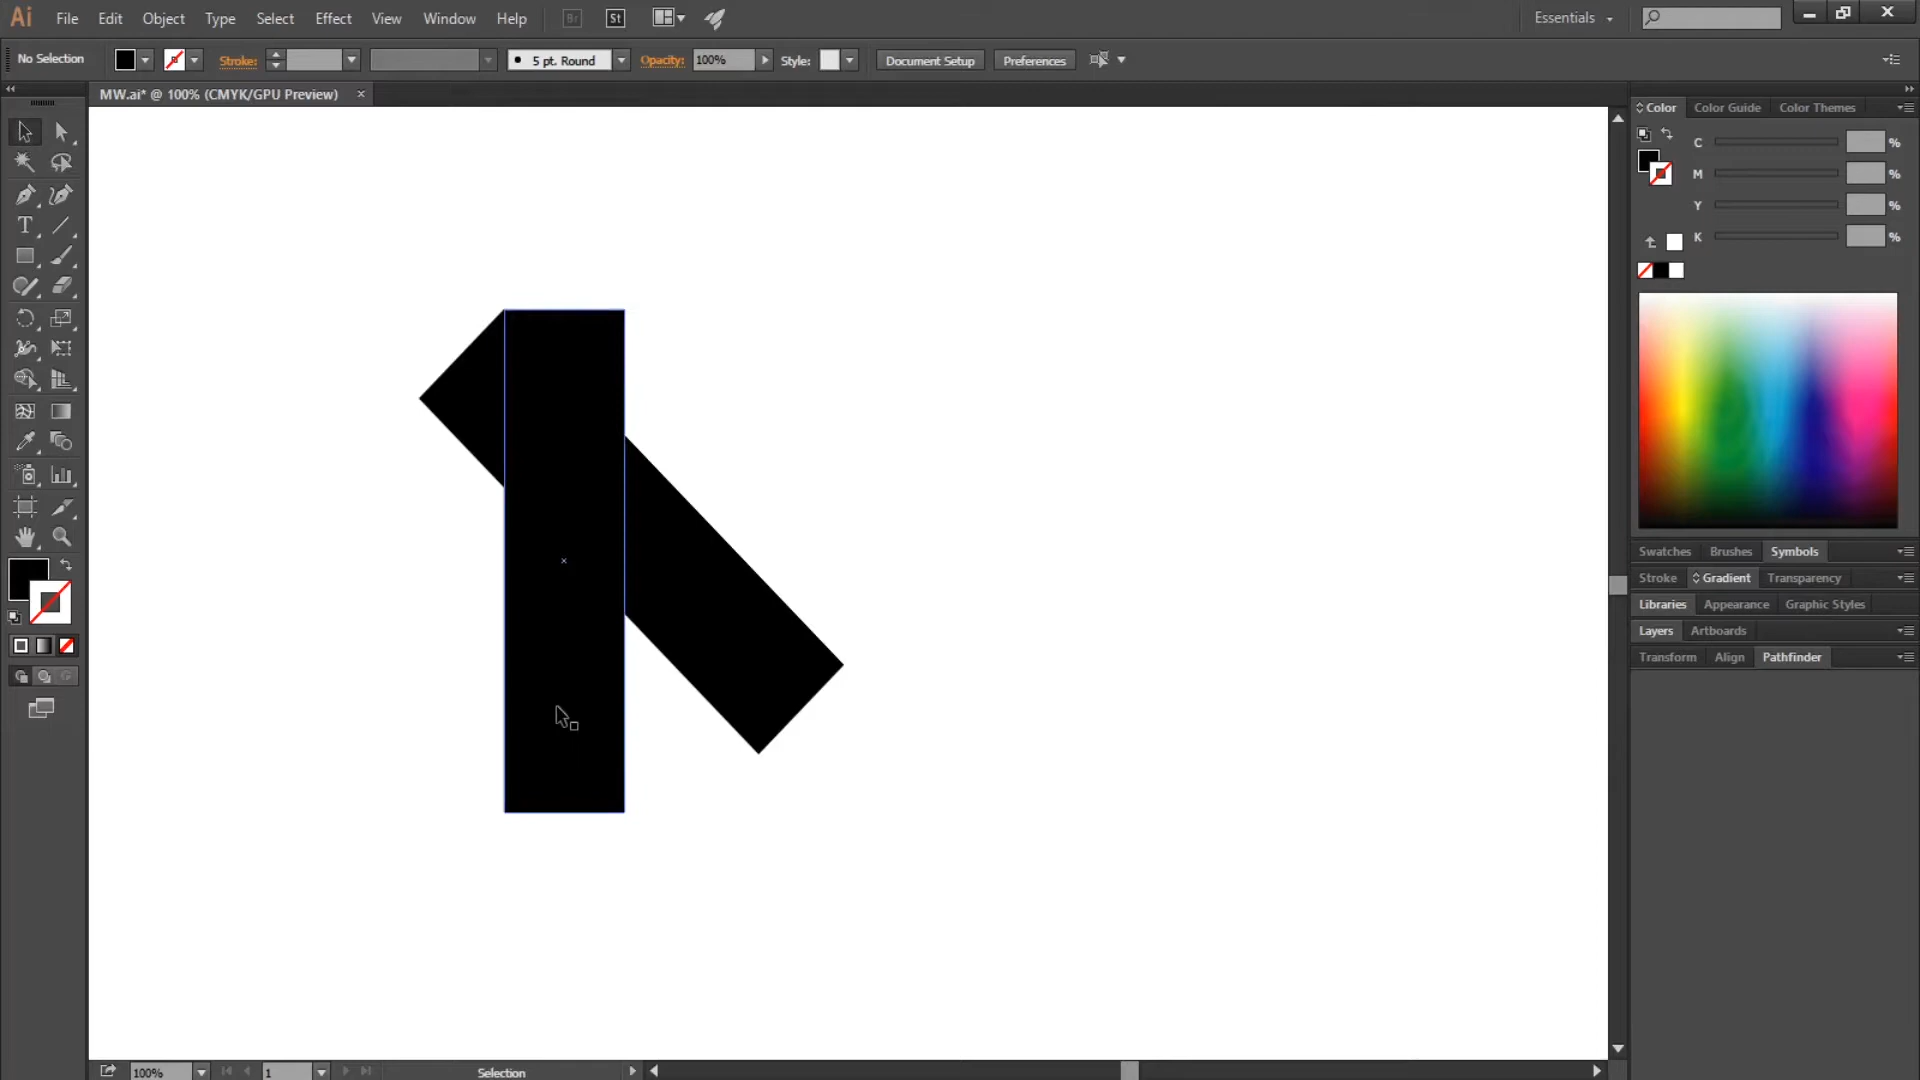 Ai File Edit Object Type Select Effect View Window Help Br St Essentials
No Selection Stroke: 5 pt. Round Opacity: 100% Style: Document Setup Preferences
MW.ai* @ 100% (CMYK/GPU Preview) ×
Color Color Guide Color Themes
C %
M %
Y %
K %
T
Swatches Brushes Symbols
Stroke Gradient Transparency
Libraries Appearance Graphic Styles
Layers Artboards
Transform Align Pathfinder
100% 1 Selection